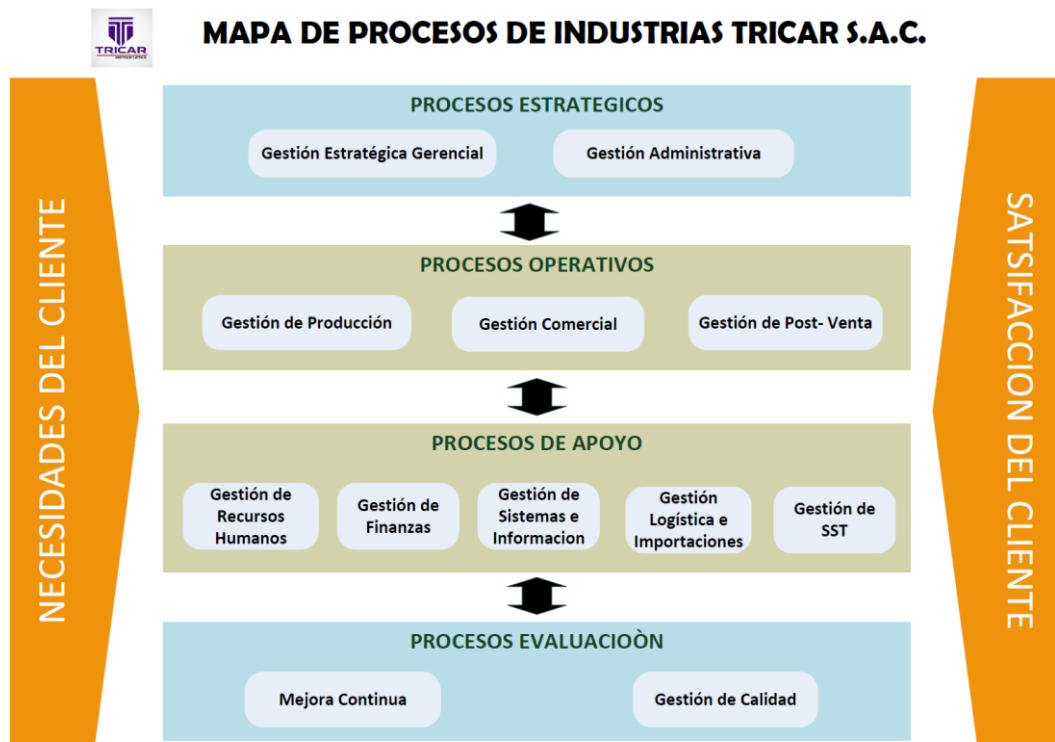 TRICAR
MAPA DE PROCESOS DE INDUSTRIAS TRICAR S.A.C.
NECESIDADES DEL CLIENTE
PROCESOS ESTRATEGICOS
Gestión Estratégica Gerencial
Gestión Administrativa
PROCESOS OPERATIVOS
Gestión de Producción
Gestión Comercial
Gestión de Post- Venta
PROCESOS DE APOYO
Gestión de
Recursos
Humanos
Gestión de
Finanzas
Gestión de
Sistemas e
Informacion
Gestión
Logística e
Importaciones
Gestión de
SST
PROCESOS EVALUACIOÒN
Mejora Continua
Gestión de Calidad
SATSIFACCION DEL CLIENTE